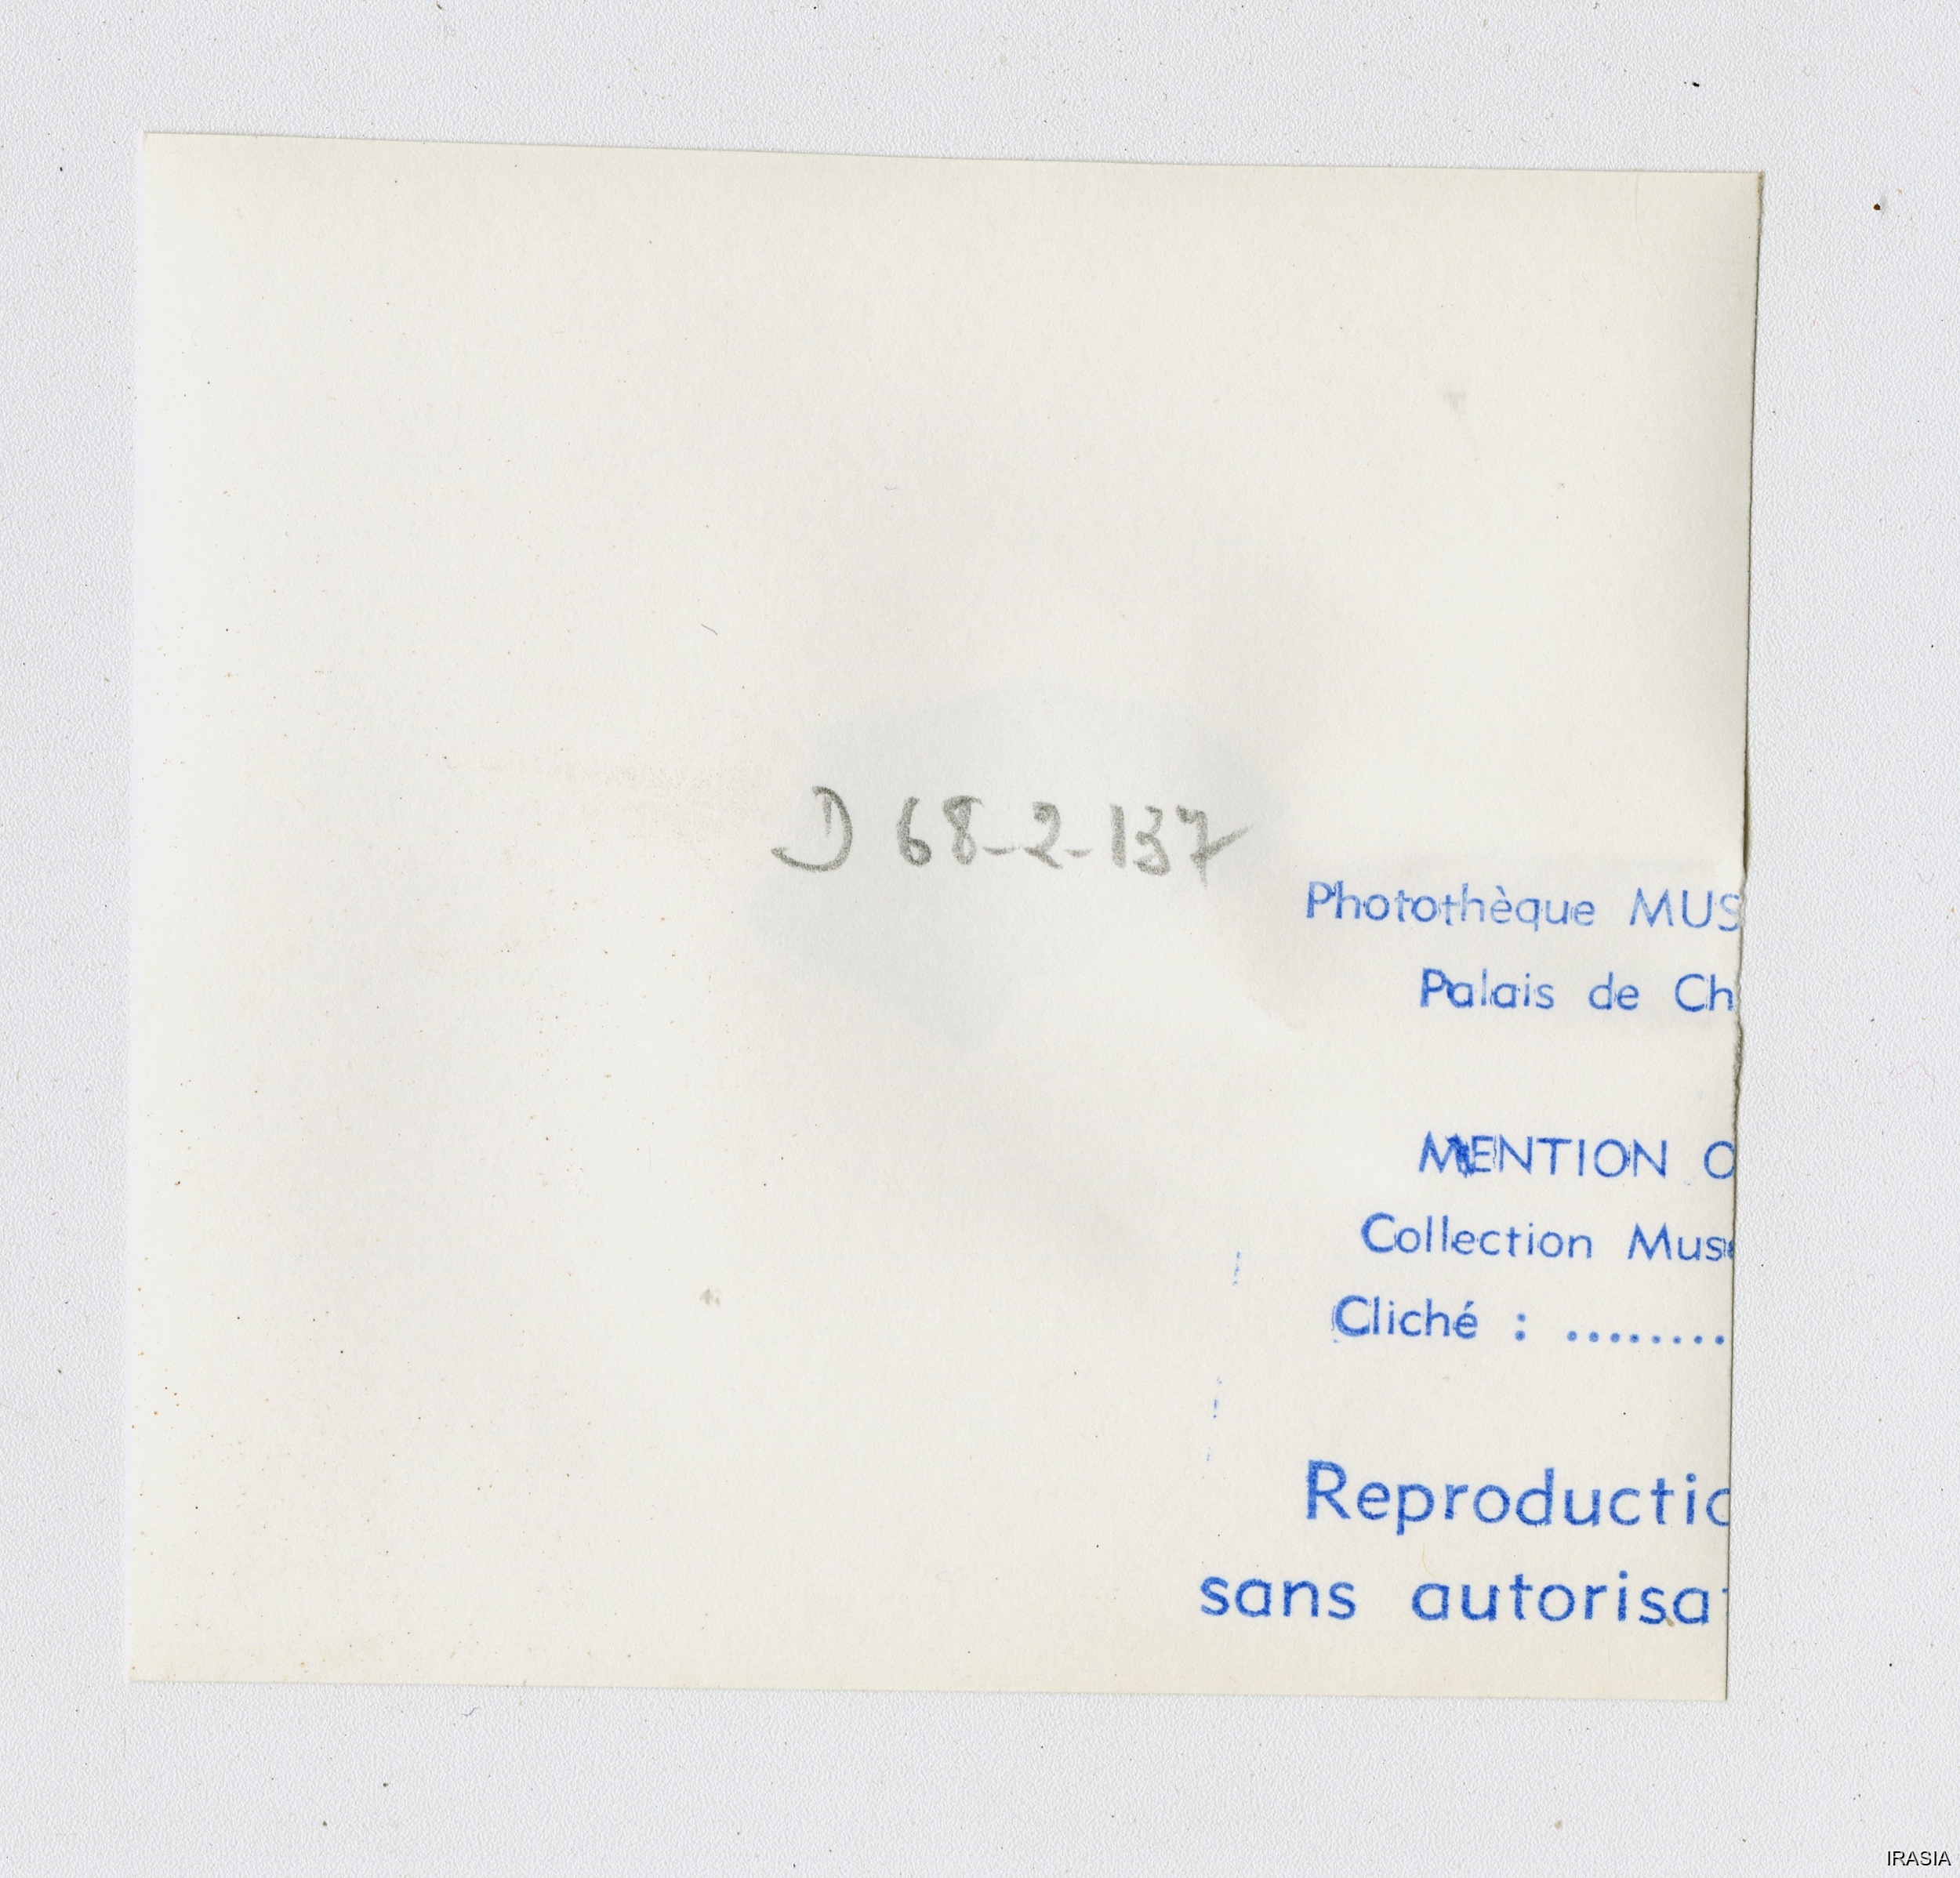 D 68-2-137
Photothèque MUS
Palais de Ch
MENTION O
Collection Mus
Cliché : ........
Reproductio
sans autorisa
IRASIA